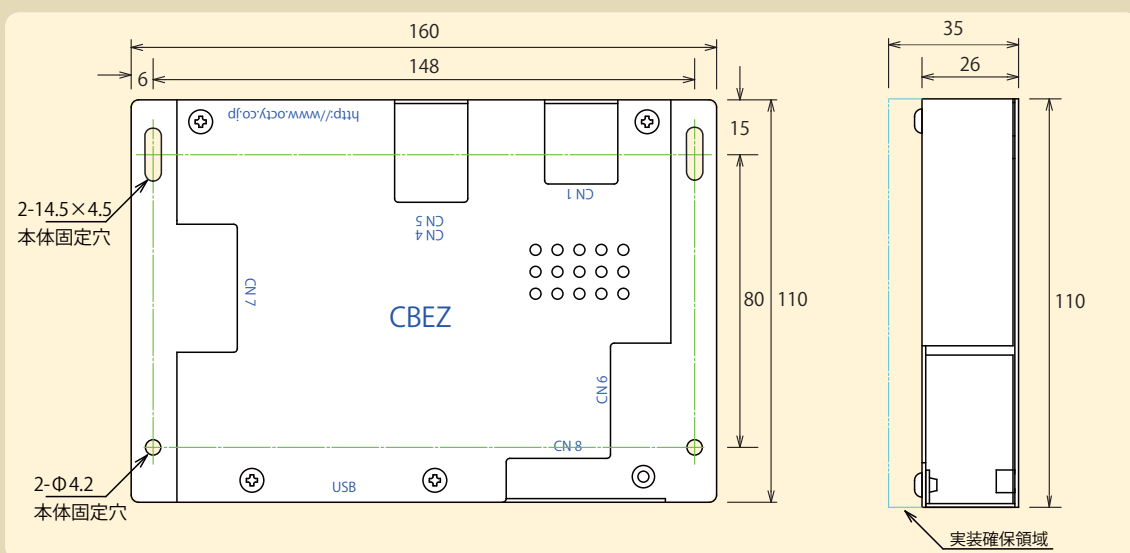 160
35
148
26
6
http://www.octy.co.jp
15
CN 1
2-14.5×4.5
本体固定穴
CN 5
CN 4
CN 7
CBEZ
80
110
110
CN 9
CN 8
2-Φ4.2
本体固定穴
USB
実装確保領域